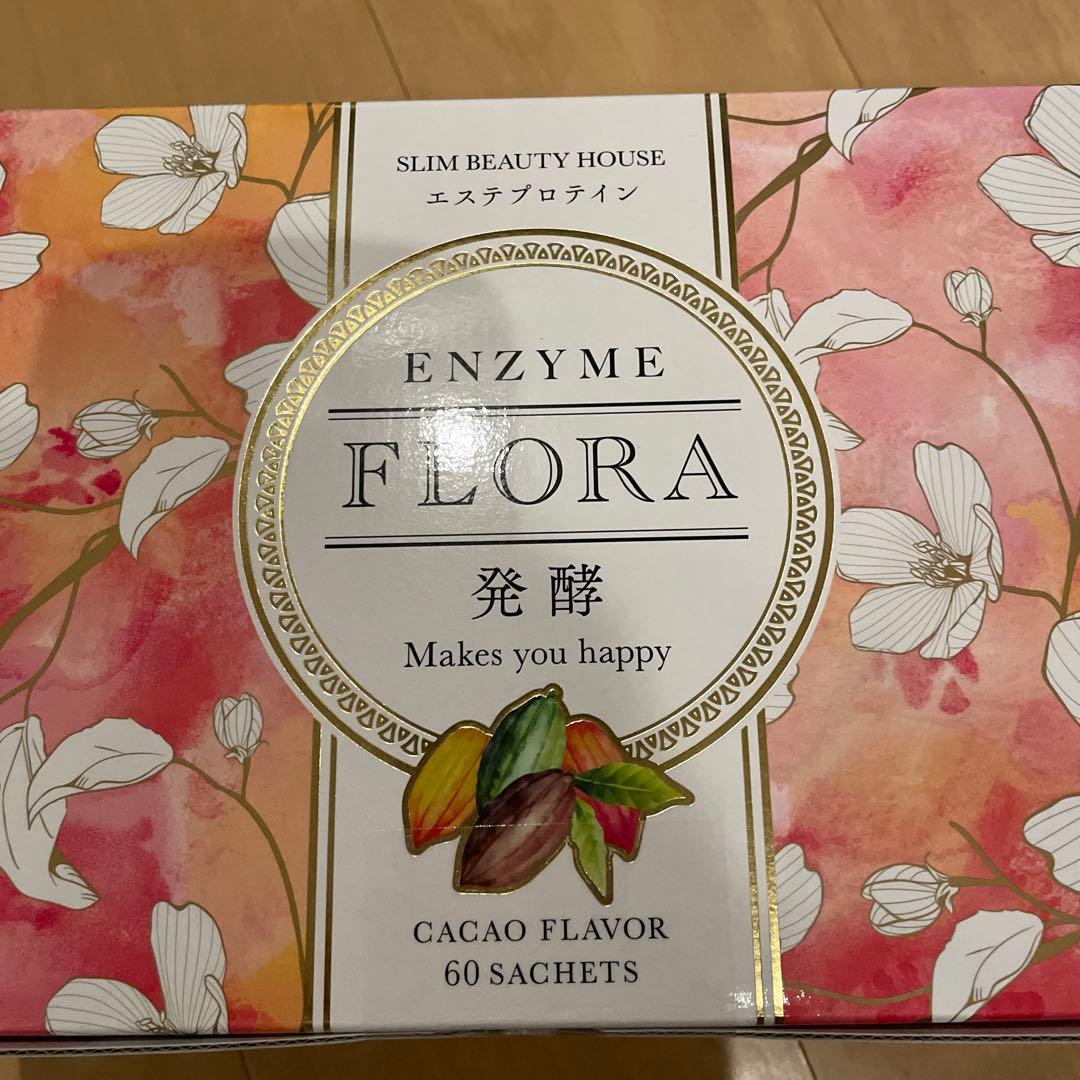 SLIM BEAUTY HOUSE
エステプロテイン
ENZYME
FLORA
発酵
Makes you happy
CACAO FLAVOR
60 SACHETS